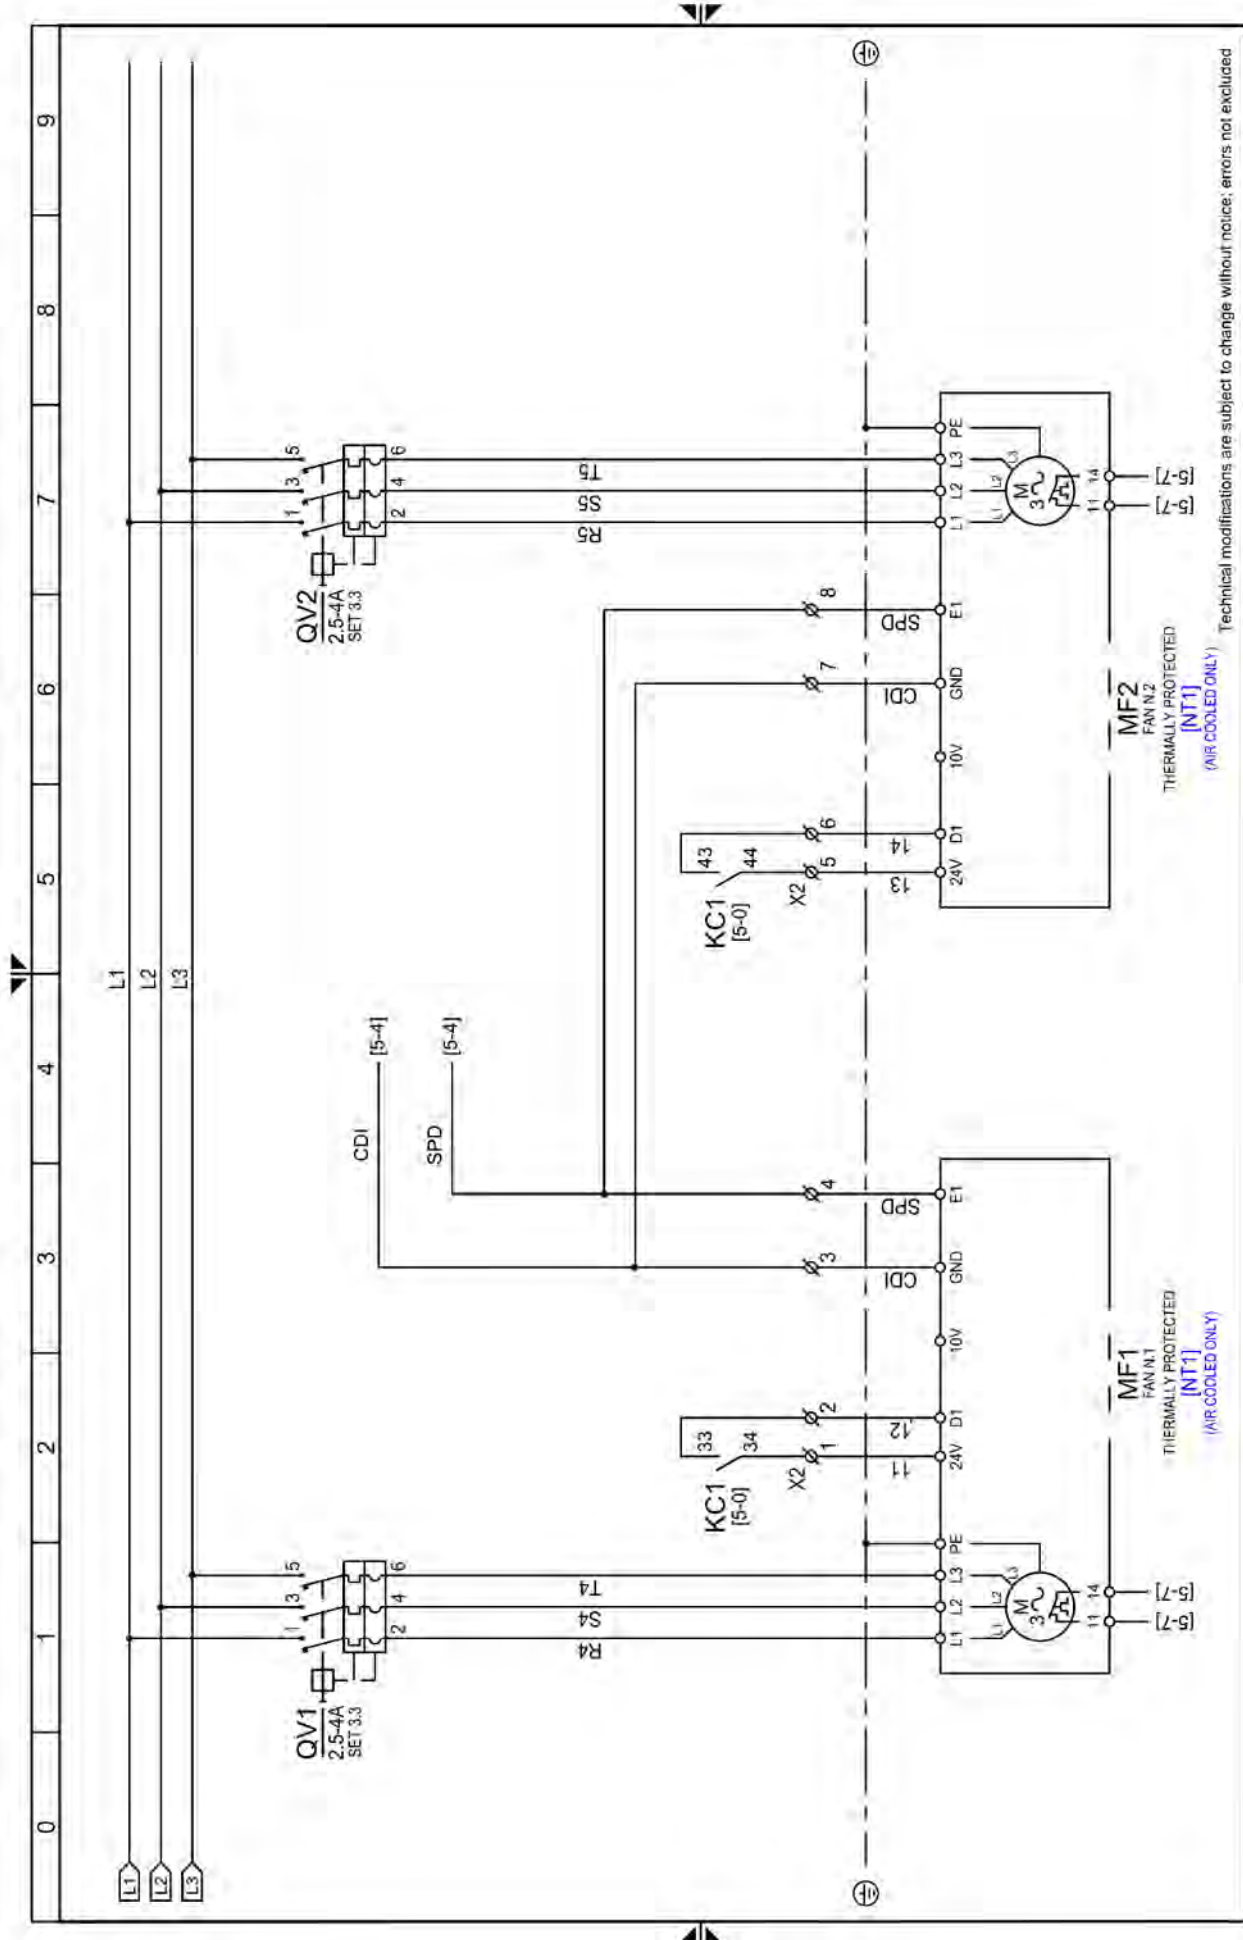 0 1 2 3 4 5 6 7 8 9
L1
L2
L3
L1
L2
L3
QV1
2.5-4A
SET 3.3
1 3 5
2 4 6
R4 S4 T4
QV2
2.5-4A
SET 3.3
1 3 5
2 4 6
R5 S5 T5
CDI
[5-4]
SPD
[5-4]
KC1
[5-0]
33
34
X2
1 2 3 4
11 12 CDI SPD
KC1
[5-0]
43
44
X2
5 6 7 8
13 14 CDI SPD
L1 L2 L3 PE 24V D1 10V GND E1
L1 L2 L3
M
3
11 14
[5-7] [5-7]
MF1
FAN N.1
THERMALLY PROTECTED
[NT1]
(AIR COOLED ONLY)
24V D1 10V GND E1 L1 L2 L3 PE
L1 L2 L3
M
3
11 14
[5-7] [5-7]
MF2
FAN N.2
THERMALLY PROTECTED
[NT1]
(AIR COOLED ONLY)
Technical modifications are subject to change without notice; errors not excluded